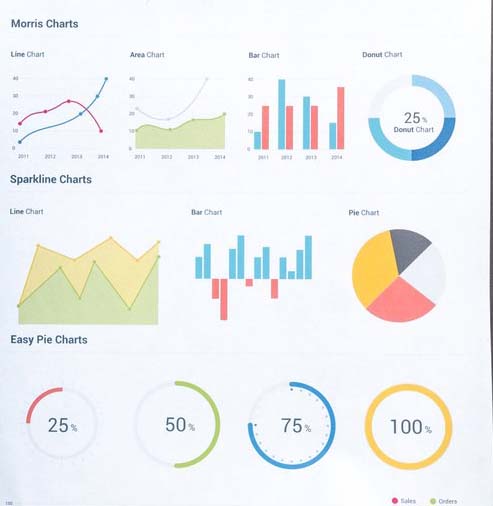 Morris Charts
Line Chart
Area Chart
Bar Chart
Donut Chart
40
30
20
10
0
2011 2012 2013 2014
40
30
20
10
0
2011 2012 2013 2014
40
30
20
10
0
2011 2012 2013 2014
25 %
Donut Chart
Sparkline Charts
Line Chart
Bar Chart
Pie Chart
Easy Pie Charts
25 %
50 %
75 %
100 %
Sales
Orders